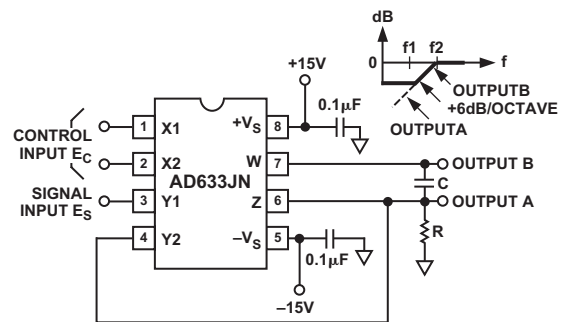 dB
f1 f2
0
f
OUTPUTB
+6dB/OCTAVE
OUTPUTA
+15V
0.1µF
CONTROL
INPUT EC
SIGNAL
INPUT ES
1 X1
2 X2
3 Y1
4 Y2
AD633JN
+VS 8
W 7
Z 6
–VS 5
OUTPUT B
C
OUTPUT A
R
0.1µF
–15V